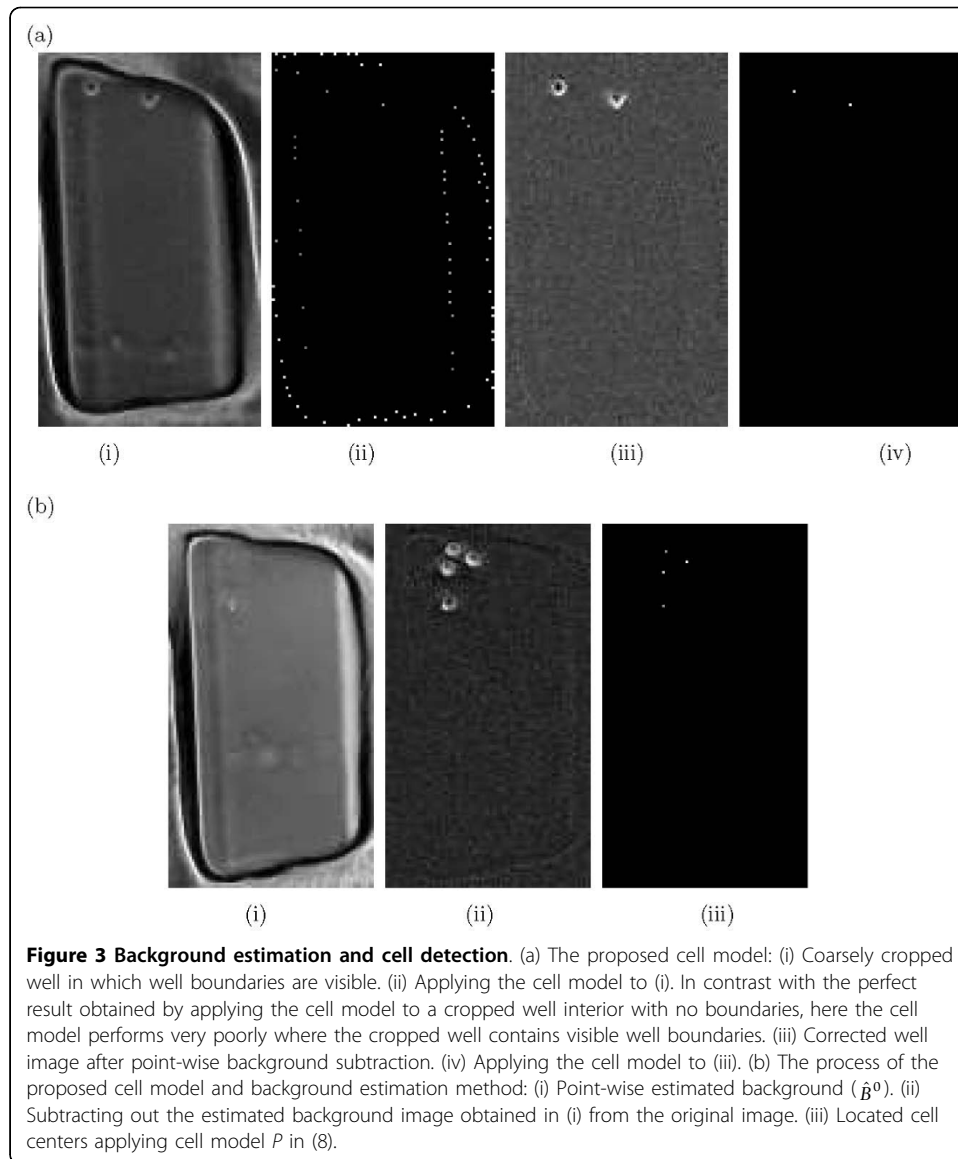 (a)
(i) (ii) (iii) (iv)
(b)
(i) (ii) (iii)
Figure 3 Background estimation and cell detection. (a) The proposed cell model: (i) Coarsely cropped
well in which well boundaries are visible. (ii) Applying the cell model to (i). In contrast with the perfect
result obtained by applying the cell model to a cropped well interior with no boundaries, here the cell
model performs very poorly where the cropped well contains visible well boundaries. (iii) Corrected well
image after point-wise background subtraction. (iv) Applying the cell model to (iii). (b) The process of the
proposed cell model and background estimation method: (i) Point-wise estimated background ( B̂⁰). (ii)
Subtracting out the estimated background image obtained in (i) from the original image. (iii) Located cell
centers applying cell model P in (8).